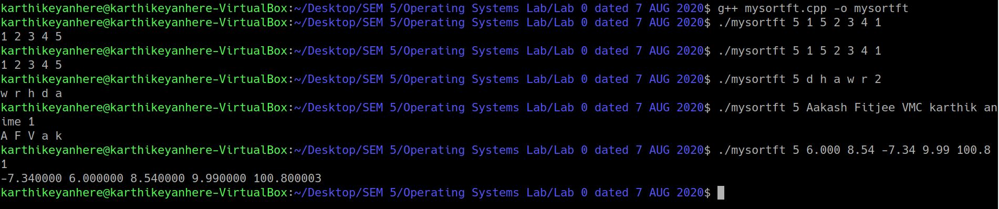 karthikeyanhere@karthikeyanhere-VirtualBox:~/Desktop/SEM 5/Operating Systems Lab/Lab 0 dated 7 AUG 2020$ g++ mysortft.cpp -o mysortft
karthikeyanhere@karthikeyanhere-VirtualBox:~/Desktop/SEM 5/Operating Systems Lab/Lab 0 dated 7 AUG 2020$ ./mysortft 5 1 5 2 3 4 1
1 2 3 4 5
karthikeyanhere@karthikeyanhere-VirtualBox:~/Desktop/SEM 5/Operating Systems Lab/Lab 0 dated 7 AUG 2020$ ./mysortft 5 1 5 2 3 4 1
1 2 3 4 5
karthikeyanhere@karthikeyanhere-VirtualBox:~/Desktop/SEM 5/Operating Systems Lab/Lab 0 dated 7 AUG 2020$ ./mysortft 5 d h a w r 2
w r h d a
karthikeyanhere@karthikeyanhere-VirtualBox:~/Desktop/SEM 5/Operating Systems Lab/Lab 0 dated 7 AUG 2020$ ./mysortft 5 Aakash Fitjee VMC karthik an
ime 1
A F V a k
karthikeyanhere@karthikeyanhere-VirtualBox:~/Desktop/SEM 5/Operating Systems Lab/Lab 0 dated 7 AUG 2020$ ./mysortft 5 6.000 8.54 -7.34 9.99 100.8
1
-7.340000 6.000000 8.540000 9.990000 100.800003
karthikeyanhere@karthikeyanhere-VirtualBox:~/Desktop/SEM 5/Operating Systems Lab/Lab 0 dated 7 AUG 2020$